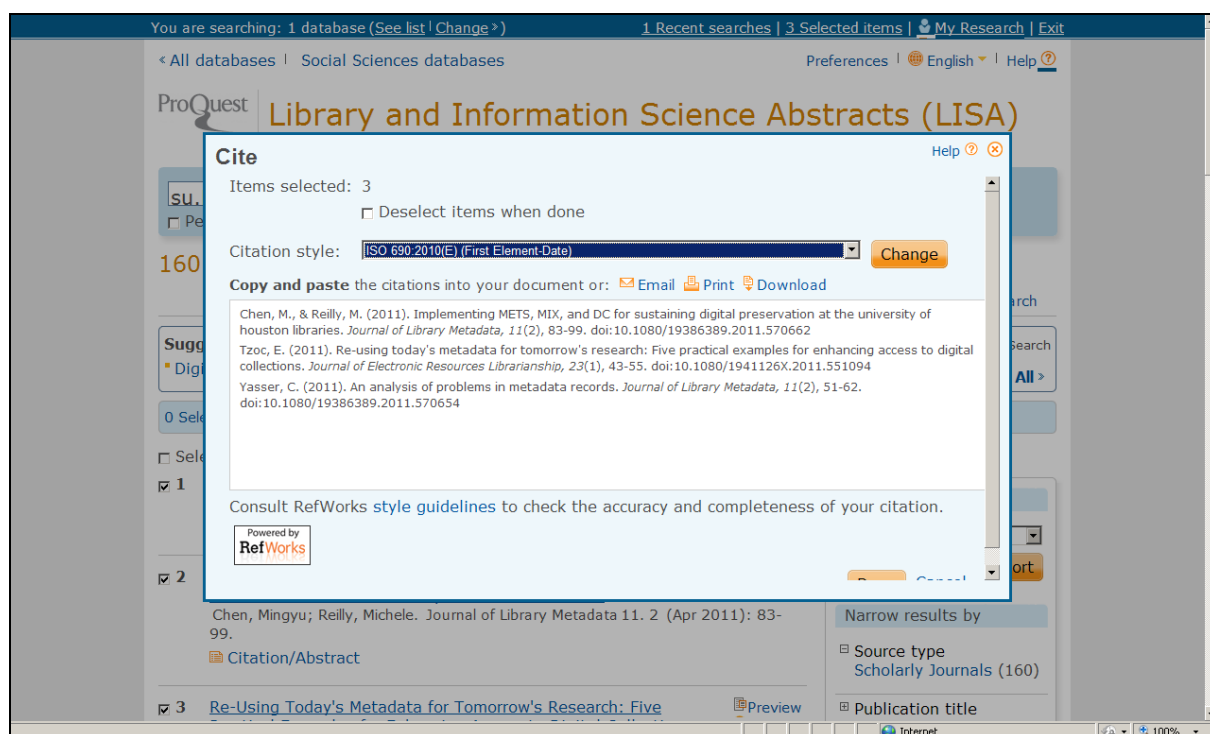 You are searching: 1 database (See list | Change »)
1 Recent searches | 3 Selected items | My Research | Exit
« All databases | Social Sciences databases
Preferences | English | Help ?
ProQuest
Library and Information Science Abstracts (LISA)
Cite
Help ?
su.
Items selected: 3
Deselect items when done
Pe
Citation style: ISO 690:2010(E) (First Element-Date) Change
160
Copy and paste the citations into your document or: Email Print Download
arch
Chen, M., & Reilly, M. (2011). Implementing METS, MIX, and DC for sustaining digital preservation at the university of
houston libraries. Journal of Library Metadata, 11(2), 83-99. doi:10.1080/19386389.2011.570662
Sugg
Search
Tzoc, E. (2011). Re-using today's metadata for tomorrow's research: Five practical examples for enhancing access to digital
collections. Journal of Electronic Resources Librarianship, 23(1), 43-55. doi:10.1080/1941126X.2011.551094
Digi
All >
Yasser, C. (2011). An analysis of problems in metadata records. Journal of Library Metadata, 11(2), 51-62.
doi:10.1080/19386389.2011.570654
0 Sele
Sele
1
Consult RefWorks style guidelines to check the accuracy and completeness of your citation.
Powered by
RefWorks
ort
2
Chen, Mingyu; Reilly, Michele. Journal of Library Metadata 11. 2 (Apr 2011): 83-
99.
Narrow results by
Citation/Abstract
Source type
Scholarly Journals (160)
3 Re-Using Today's Metadata for Tomorrow's Research: Five
Preview
Publication title
Internet
100%